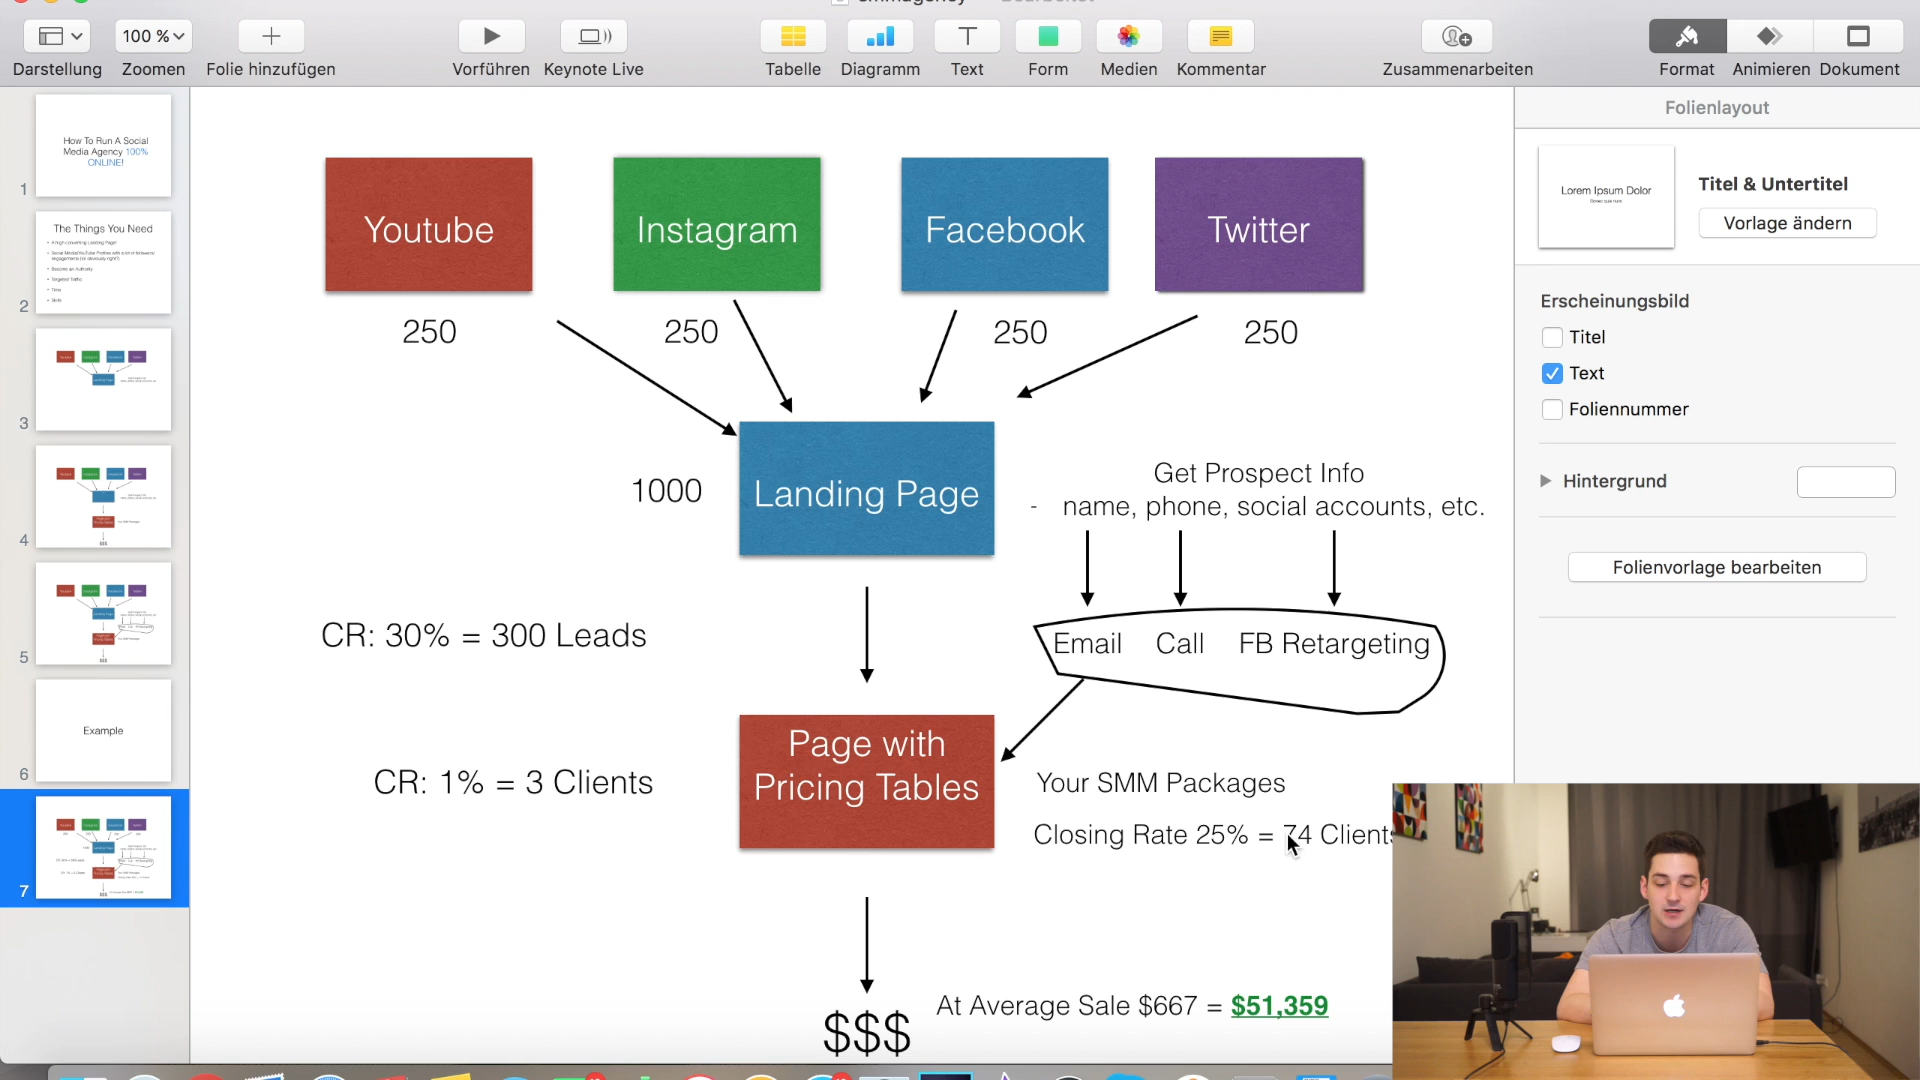 100 %
Darstellung
Zoomen
Folie hinzufügen
Vorführen
Keynote Live
Tabelle
Diagramm
Text
Form
Medien
Kommentar
Zusammenarbeiten
Format
Animieren
Dokument
How To Run A Social
Media Agency 100%
ONLINE!
1
The Things You Need
2
3
4
5
Example
6
7
Youtube
Instagram
Facebook
Twitter
250
250
250
250
1000
Landing Page
Get Prospect Info
- name, phone, social accounts, etc.
CR: 30% = 300 Leads
Email
Call
FB Retargeting
CR: 1% = 3 Clients
Page with
Pricing Tables
Your SMM Packages
Closing Rate 25% = 74 Clients
At Average Sale $667 = $51,359
$$$
Folienlayout
Lorem Ipsum Dolor
Titel & Untertitel
Vorlage ändern
Erscheinungsbild
Titel
Text
Foliennummer
Hintergrund
Folienvorlage bearbeiten